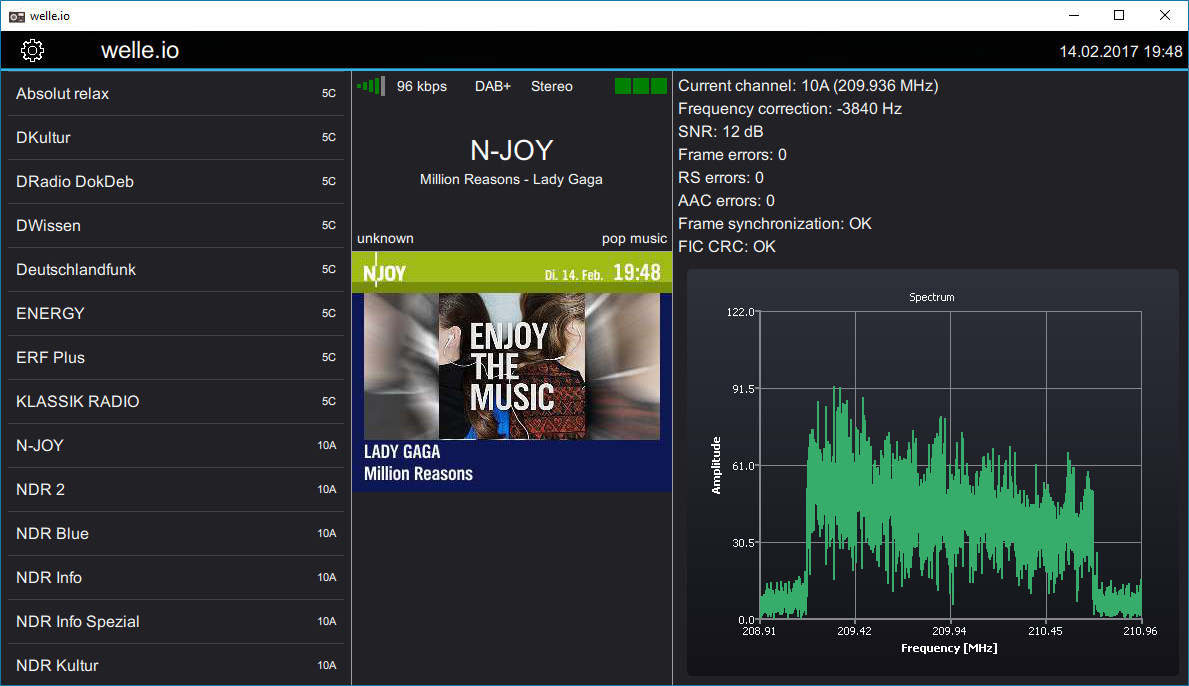 welle.io
welle.io
14.02.2017 19:48
Absolut relax 5C
DKultur 5C
DRadio DokDeb 5C
DWissen 5C
Deutschlandfunk 5C
ENERGY 5C
ERF Plus 5C
KLASSIK RADIO 5C
N-JOY 10A
NDR 2 10A
NDR Blue 10A
NDR Info 10A
NDR Info Spezial 10A
NDR Kultur 10A
96 kbps DAB+ Stereo
N-JOY
Million Reasons - Lady Gaga
unknown pop music
NJOY Di. 14. Feb. 19:48
ENJOY
THE
MUSIC
LADY GAGA
Million Reasons
Current channel: 10A (209.936 MHz)
Frequency correction: -3840 Hz
SNR: 12 dB
Frame errors: 0
RS errors: 0
AAC errors: 0
Frame synchronization: OK
FIC CRC: OK
Spectrum
122.0
91.5
61.0
30.5
0.0
Amplitude
208.91 209.42 209.94 210.45 210.96
Frequency [MHz]